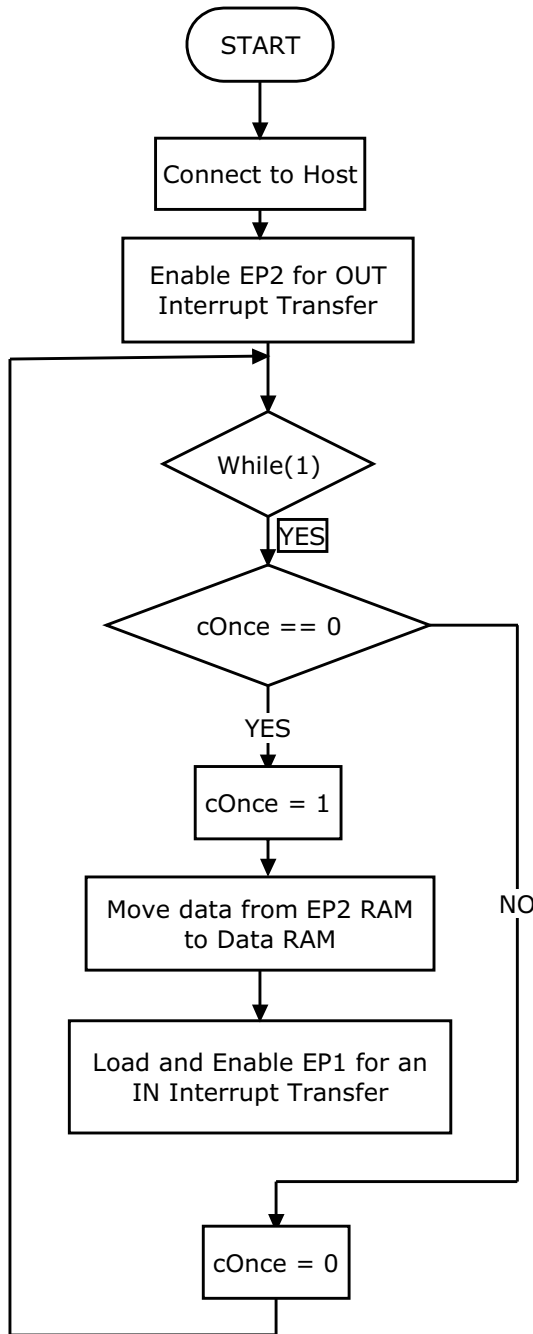 START
Connect to Host
Enable EP2 for OUT
Interrupt Transfer
While(1)
YES
cOnce == 0
YES
cOnce = 1
Move data from EP2 RAM
to Data RAM
NO
Load and Enable EP1 for an
IN Interrupt Transfer
cOnce = 0